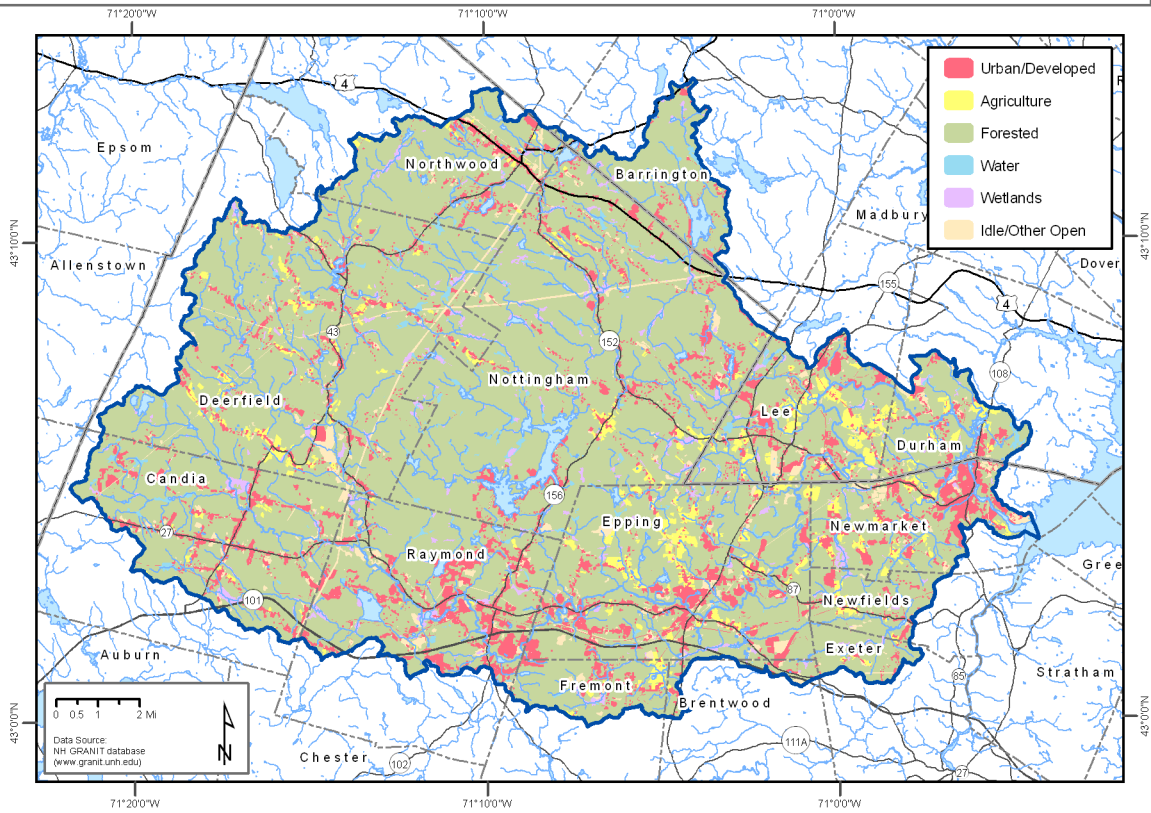 71°20'0"W
71°10'0"W
71°0'0"W
Urban/Developed
Agriculture
Forested
Water
Wetlands
Idle/Other Open
4
Epsom
Northwood
Barrington
Madbury
43°10'0"N
43°10'0"N
Allenstown
Dover
155
4
43
152
108
Nottingham
Deerfield
Lee
Durham
Candia
156
27
Epping
Newmarket
Raymond
Gree
87
101
Newfields
Exeter
Auburn
85
Stratham
Fremont
Brentwood
43°0'0"N
43°0'0"N
0 0.5 1 2 Mi
Data Source:
NH GRANIT database
(www.granit.unh.edu)
N
Chester
102
111A
27
71°20'0"W
71°10'0"W
71°0'0"W